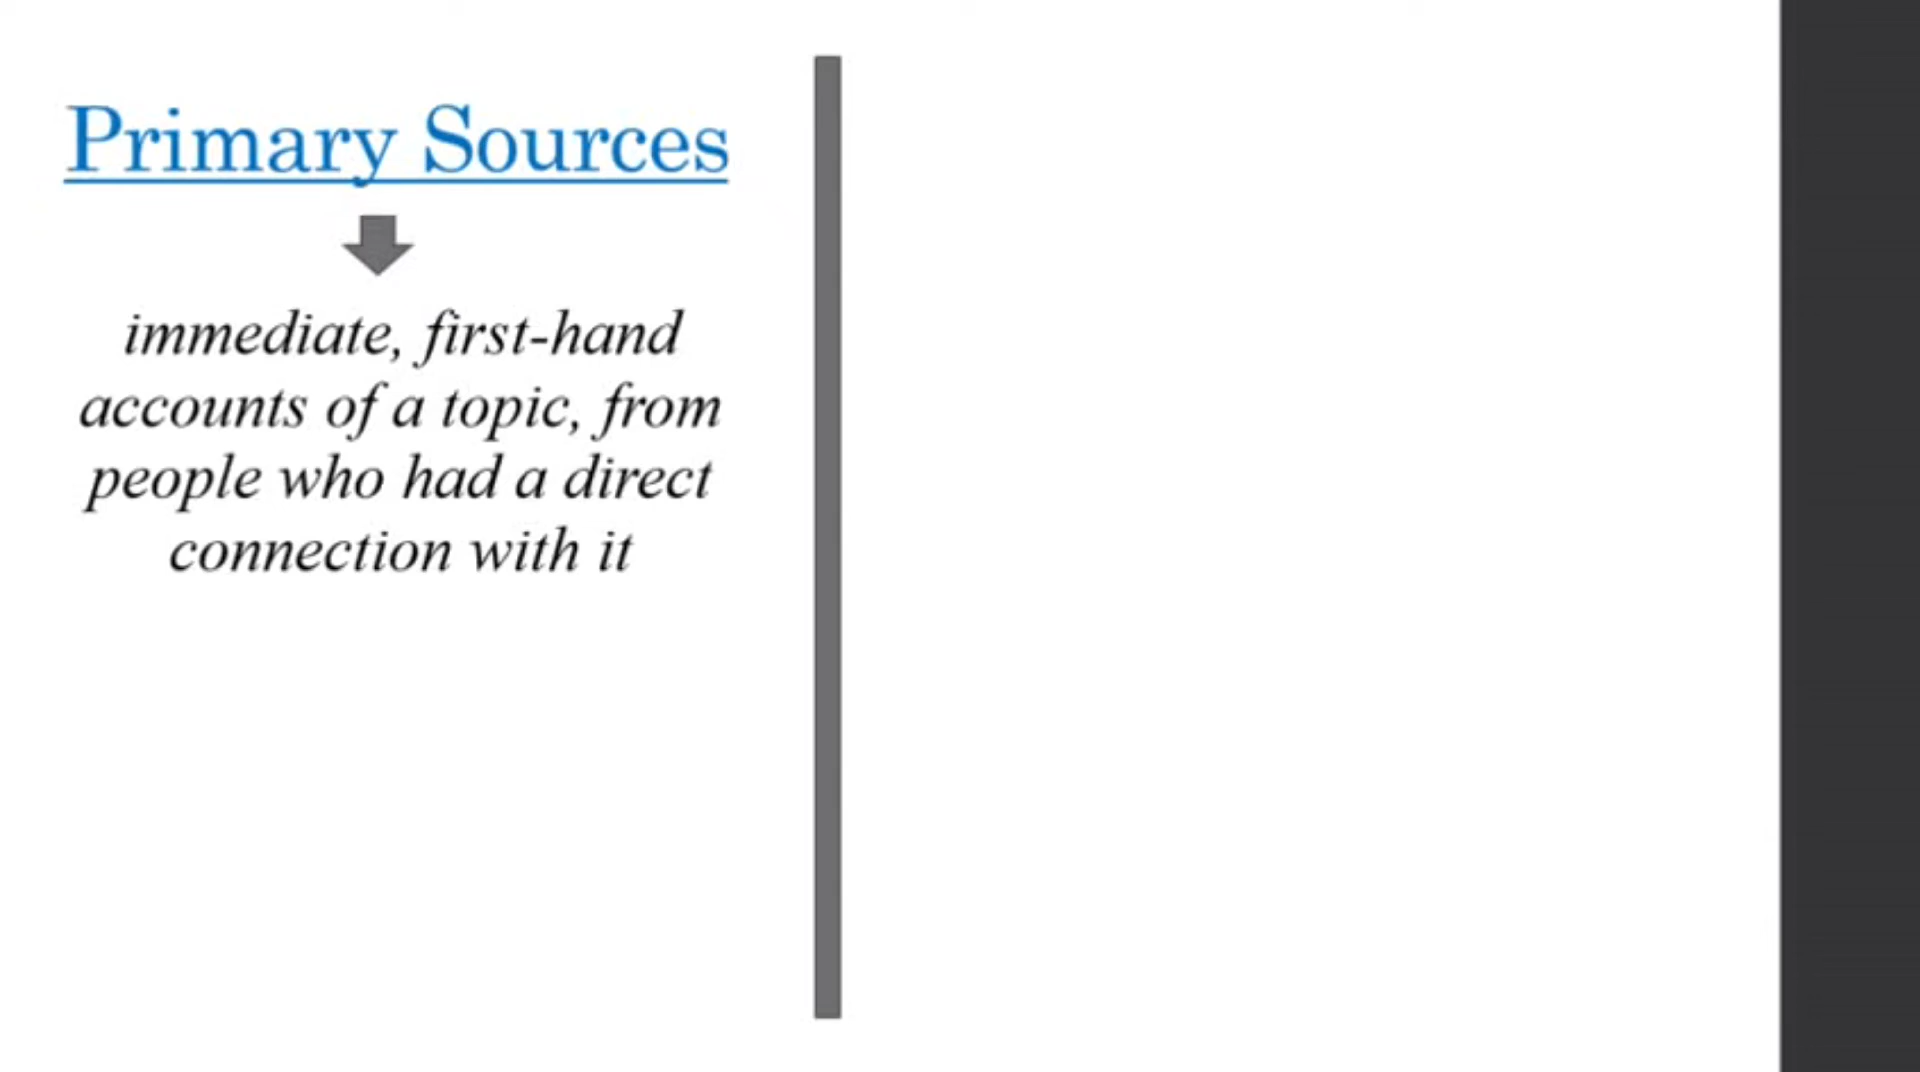 Primary Sources
immediate, first-hand
accounts of a topic, from
people who had a direct
connection with it